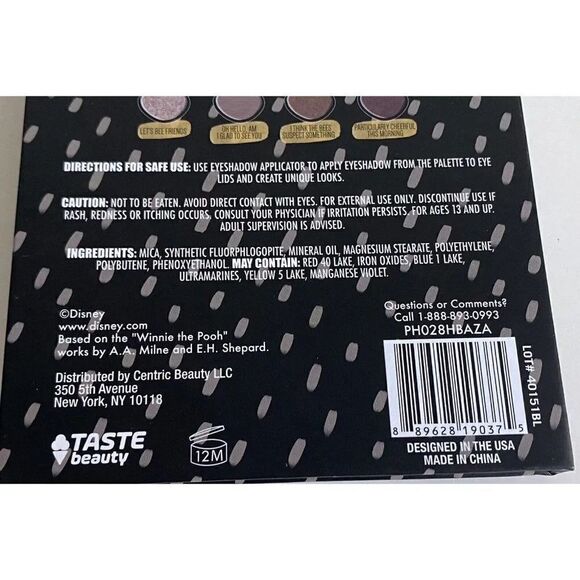 LET'S BEE FRIENDS
OH HELLO, AM
I GLAD TO SEE YOU
I THINK THE BEES
SUSPECT SOMETHING
PARTICULARLY CHEERFUL
THIS MORNING
DIRECTIONS FOR SAFE USE: USE EYESHADOW APPLICATOR TO APPLY EYESHADOW FROM THE PALETTE TO EYE
LIDS AND CREATE UNIQUE LOOKS.
CAUTION: NOT TO BE EATEN. AVOID DIRECT CONTACT WITH EYES. FOR EXTERNAL USE ONLY. DISCONTINUE USE IF
RASH, REDNESS OR ITCHING OCCURS. CONSULT YOUR PHYSICIAN IF IRRITATION PERSISTS. FOR AGES 13 AND UP.
ADULT SUPERVISION IS ADVISED.
INGREDIENTS: MICA, SYNTHETIC FLUORPHLOGOPITE, MINERAL OIL, MAGNESIUM STEARATE, POLYETHYLENE,
POLYBUTENE, PHENOXYETHANOL. MAY CONTAIN: RED 40 LAKE, IRON OXIDES, BLUE 1 LAKE,
ULTRAMARINES, YELLOW 5 LAKE, MANGANESE VIOLET.
©Disney
www.disney.com
Based on the "Winnie the Pooh"
works by A.A. Milne and E.H. Shepard.
Distributed by Centric Beauty LLC
350 5th Avenue
New York, NY 10118
TASTE
beauty
12M
Questions or Comments?
Call 1-888-893-0993
PH028HBAZA
8 89628 19037 5
LOT# 40151BL
DESIGNED IN THE USA
MADE IN CHINA